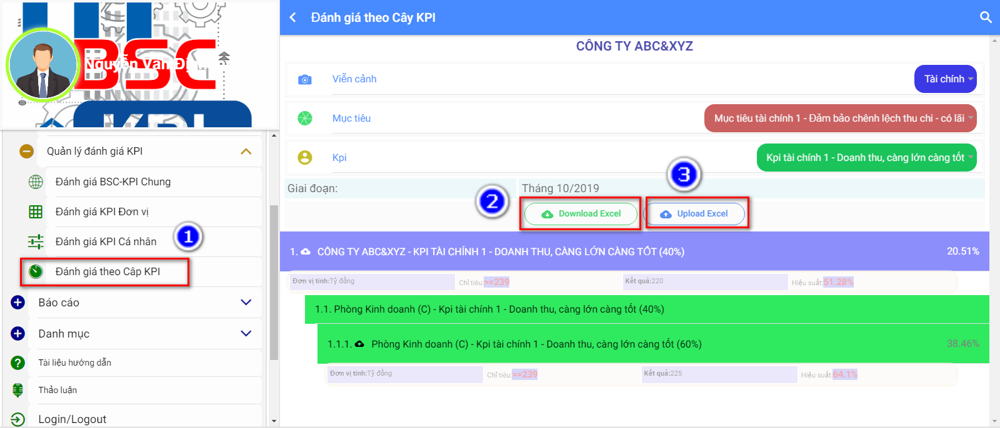 BSC
Nguyễn Văn Định
KPI
Quản lý đánh giá KPI
Đánh giá BSC-KPI Chung
Đánh giá KPI Đơn vị
Đánh giá KPI Cá nhân
1
Đánh giá theo Câp KPI
Báo cáo
Danh mục
Tài liệu hướng dẫn
Thảo luận
Login/Logout
Đánh giá theo Cây KPI
CÔNG TY ABC&XYZ
Viễn cảnh
Tài chính
Mục tiêu
Mục tiêu tài chính 1 - Đảm bảo chênh lệch thu chi - có lãi
Kpi
Kpi tài chính 1 - Doanh thu, càng lớn càng tốt
Giai đoạn:
Tháng 10/2019
2
Download Excel
3
Upload Excel
1. CÔNG TY ABC&XYZ - KPI TÀI CHÍNH 1 - DOANH THU, CÀNG LỚN CÀNG TỐT (40%)
20.51%
Đơn vị tính:Tỷ đồng
Chỉ tiêu:>=239
Kết quả:220
Hiệu suất:51.28%
1.1. Phòng Kinh doanh (C) - Kpi tài chính 1 - Doanh thu, càng lớn càng tốt (40%)
1.1.1. Phòng Kinh doanh (C) - Kpi tài chính 1 - Doanh thu, càng lớn càng tốt (60%)
38.46%
Đơn vị tính:Tỷ đồng
Chỉ tiêu:>=239
Kết quả:225
Hiệu suất:64.1%